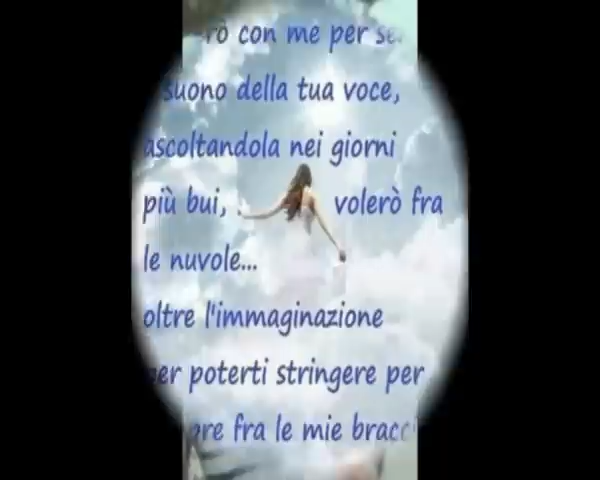 con me per
suono della tua voce,
ascoltandola nei giorni
più bui, volerò fra
le nuvole...
oltre l'immaginazione
per poterti stringere per
fra le mie